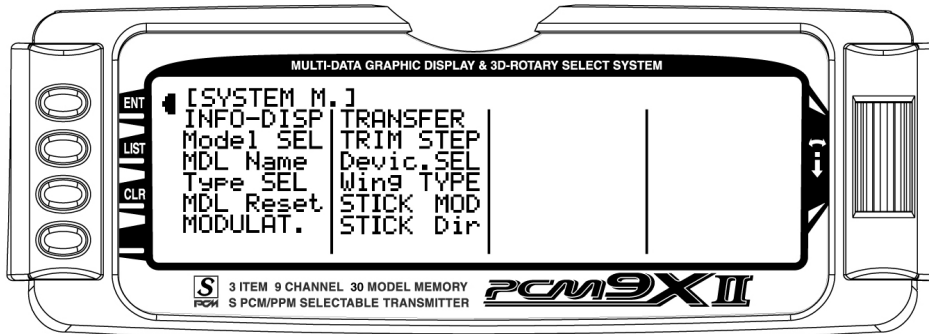 MULTI-DATA GRAPHIC DISPLAY & 3D-ROTARY SELECT SYSTEM
ENT
LIST
CLR
[SYSTEM M.]
INFO-DISP TRANSFER
Model SEL TRIM STEP
MDL Name Devic.SEL
Type SEL Wing TYPE
MDL Reset STICK MOD
MODULAT. STICK Dir
S PCM
3 ITEM 9 CHANNEL 30 MODEL MEMORY
S PCM/PPM SELECTABLE TRANSMITTER
PCM9XII